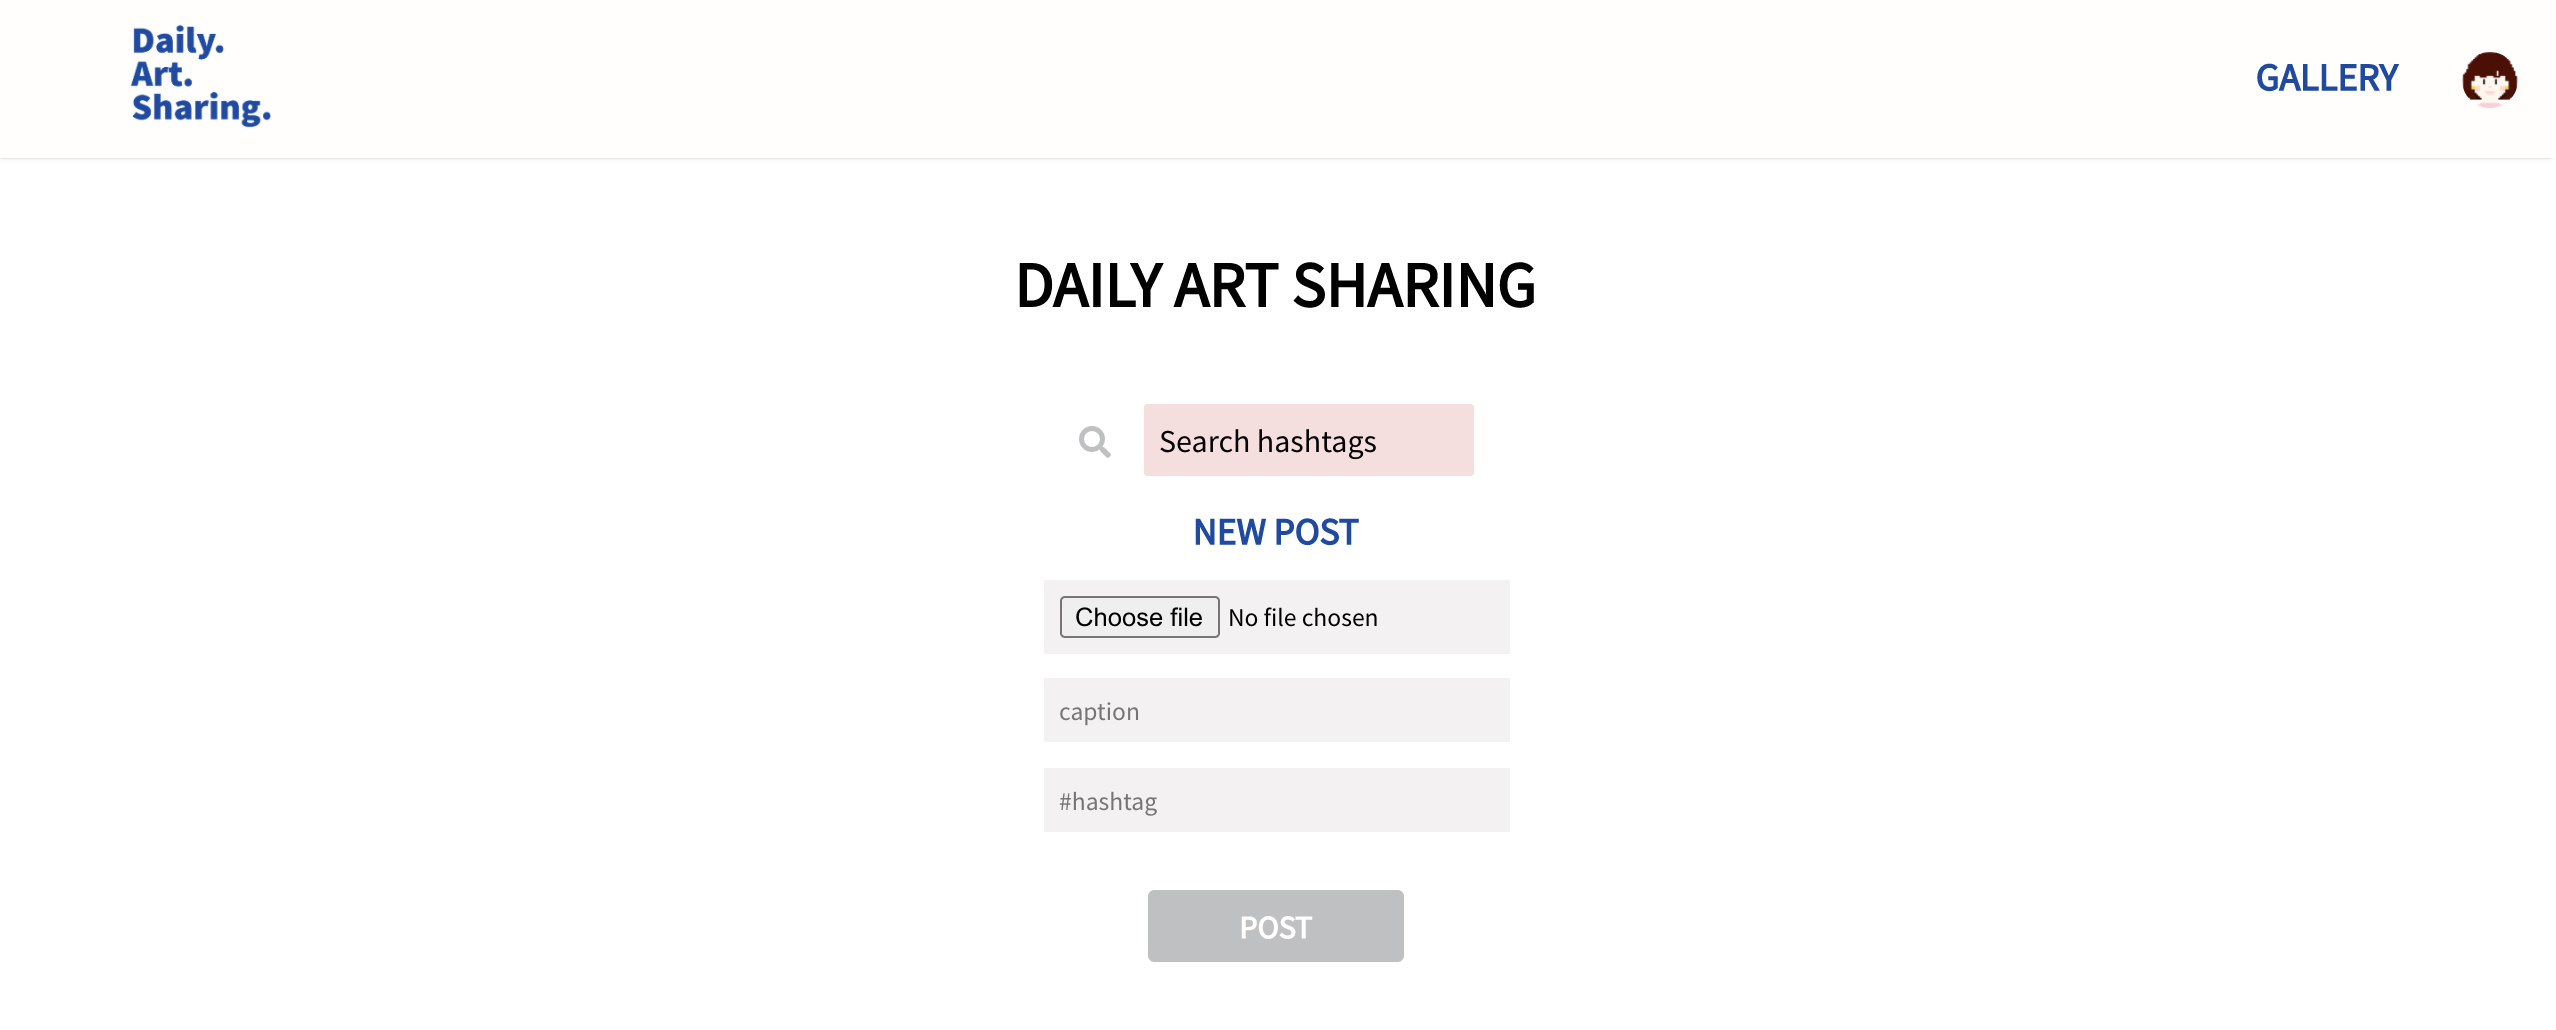 Daily.
Art.
Sharing.
GALLERY
DAILY ART SHARING
Search hashtags
NEW POST
Choose file No file chosen
caption
#hashtag
POST